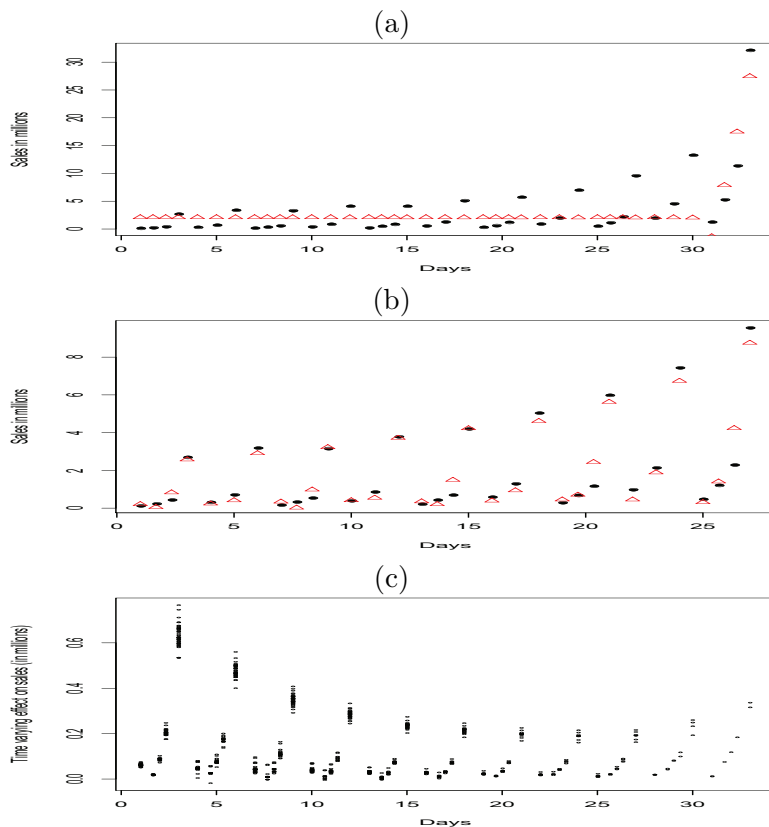 (a)
Sales in millions
0 5 10 15 20 25 30
0 5 10 15 20 25 30
Days
(b)
Sales in millions
0 2 4 6 8
0 5 10 15 20 25
Days
(c)
Time varying effect on sales (in millions)
0.0 0.2 0.4 0.6
0 5 10 15 20 25 30
Days